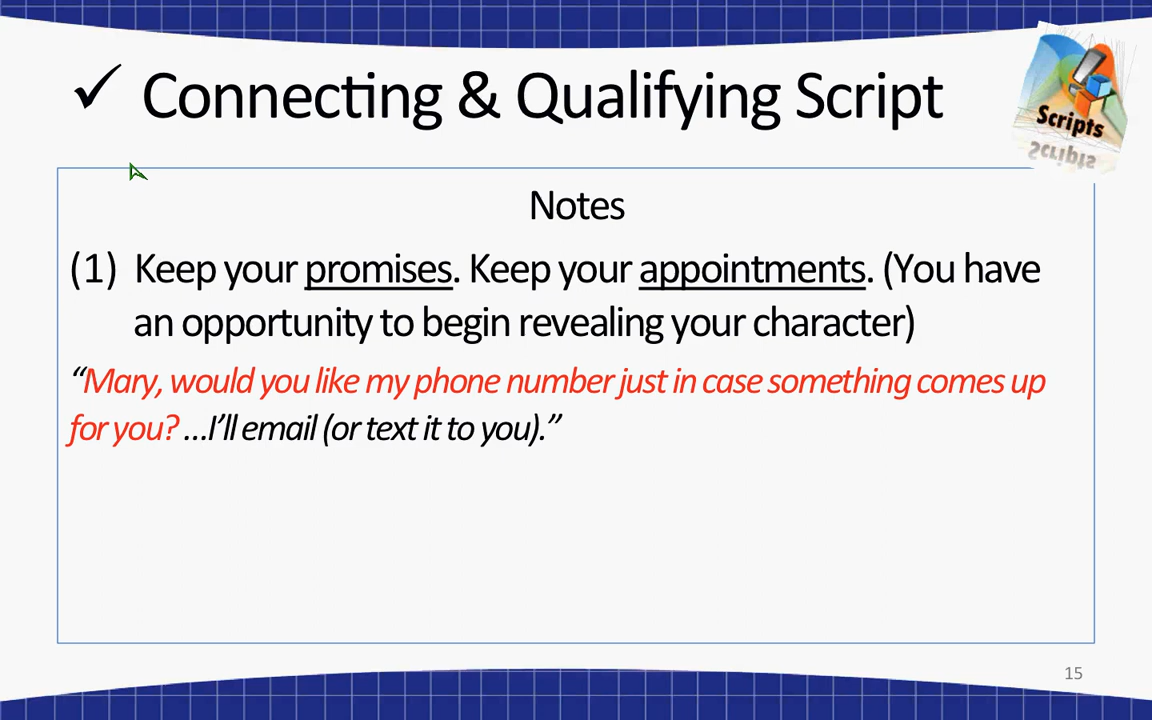 ✓ Connecting & Qualifying Script
Scripts
Notes
(1) Keep your promises. Keep your appointments. (You have
an opportunity to begin revealing your character)
“Mary, would you like my phone number just in case something comes up
for you? …I’ll email (or text it to you).”
15